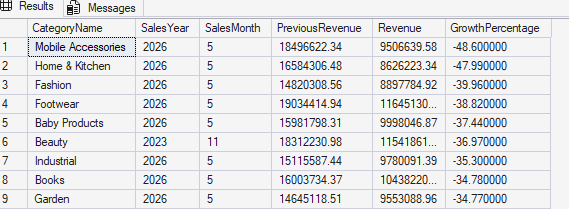 Results Messages
CategoryName SalesYear SalesMonth PreviousRevenue Revenue GrowthPercentage
1 Mobile Accessories 2026 5 18496622.34 9506639.58 -48.600000
2 Home & Kitchen 2026 5 16584306.48 8626223.34 -47.990000
3 Fashion 2026 5 14820308.56 8897784.92 -39.960000
4 Footwear 2026 5 19034414.94 11645130... -38.820000
5 Baby Products 2026 5 15981798.31 9998046.87 -37.440000
6 Beauty 2023 11 18312230.98 11541861... -36.970000
7 Industrial 2026 5 15115587.44 9780091.39 -35.300000
8 Books 2026 5 16003734.37 10438220... -34.780000
9 Garden 2026 5 14645118.51 9553088.96 -34.770000